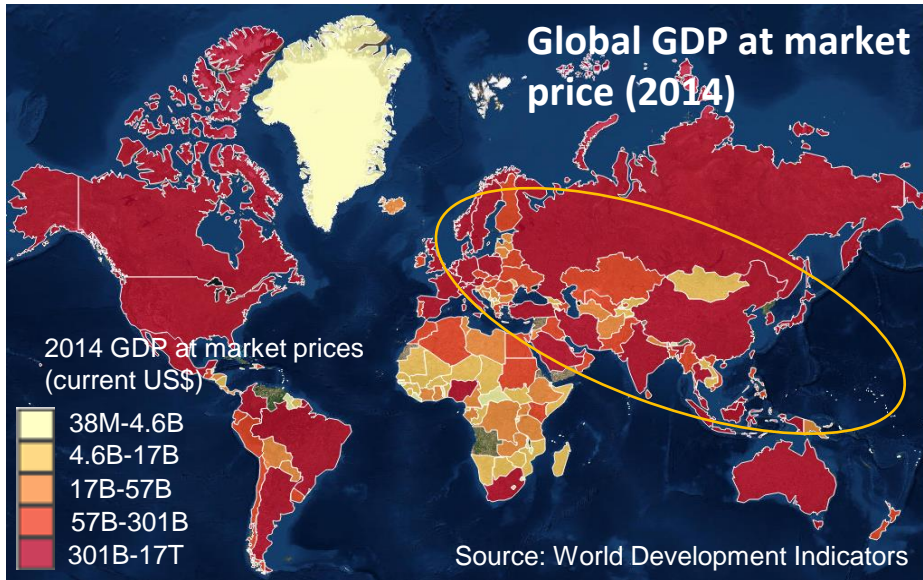 Global GDP at market
price (2014)
2014 GDP at market prices
(current US$)
38M-4.6B
4.6B-17B
17B-57B
57B-301B
301B-17T
Source: World Development Indicators